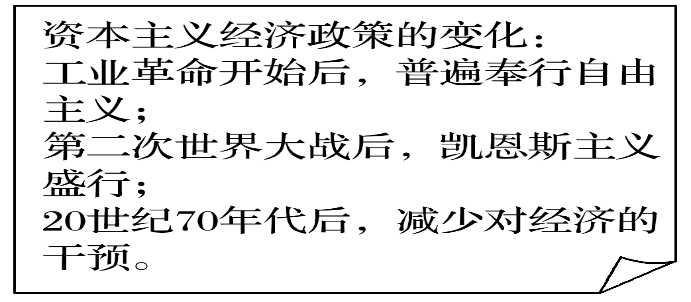 资本主义经济政策的变化：
工业革命开始后，普遍奉行自由
主义；
第二次世界大战后，凯恩斯主义
盛行；
20世纪70年代后，减少对经济的
干预。